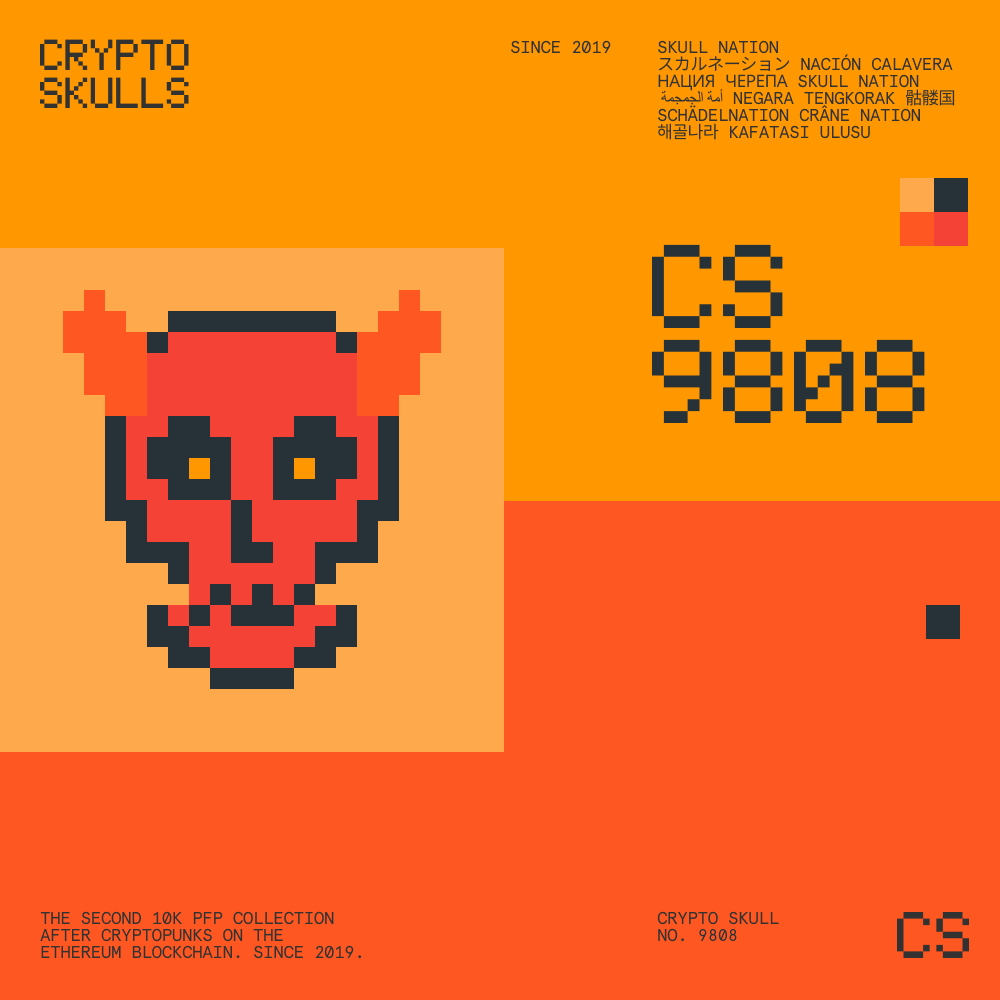 CRYPTO
SKULLS
SINCE 2019
SKULL NATION
スカルネーション NACIÓN CALAVERA
НАЦИЯ ЧЕРЕПА SKULL NATION
أمة الجمجمة NEGARA TENGKORAK 骷髅国
SCHÄDELNATION CRÂNE NATION
해골나라 KAFATASI ULUSU
CS
9808
THE SECOND 10K PFP COLLECTION
AFTER CRYPTOPUNKS ON THE
ETHEREUM BLOCKCHAIN. SINCE 2019.
CRYPTO SKULL
NO. 9808
CS